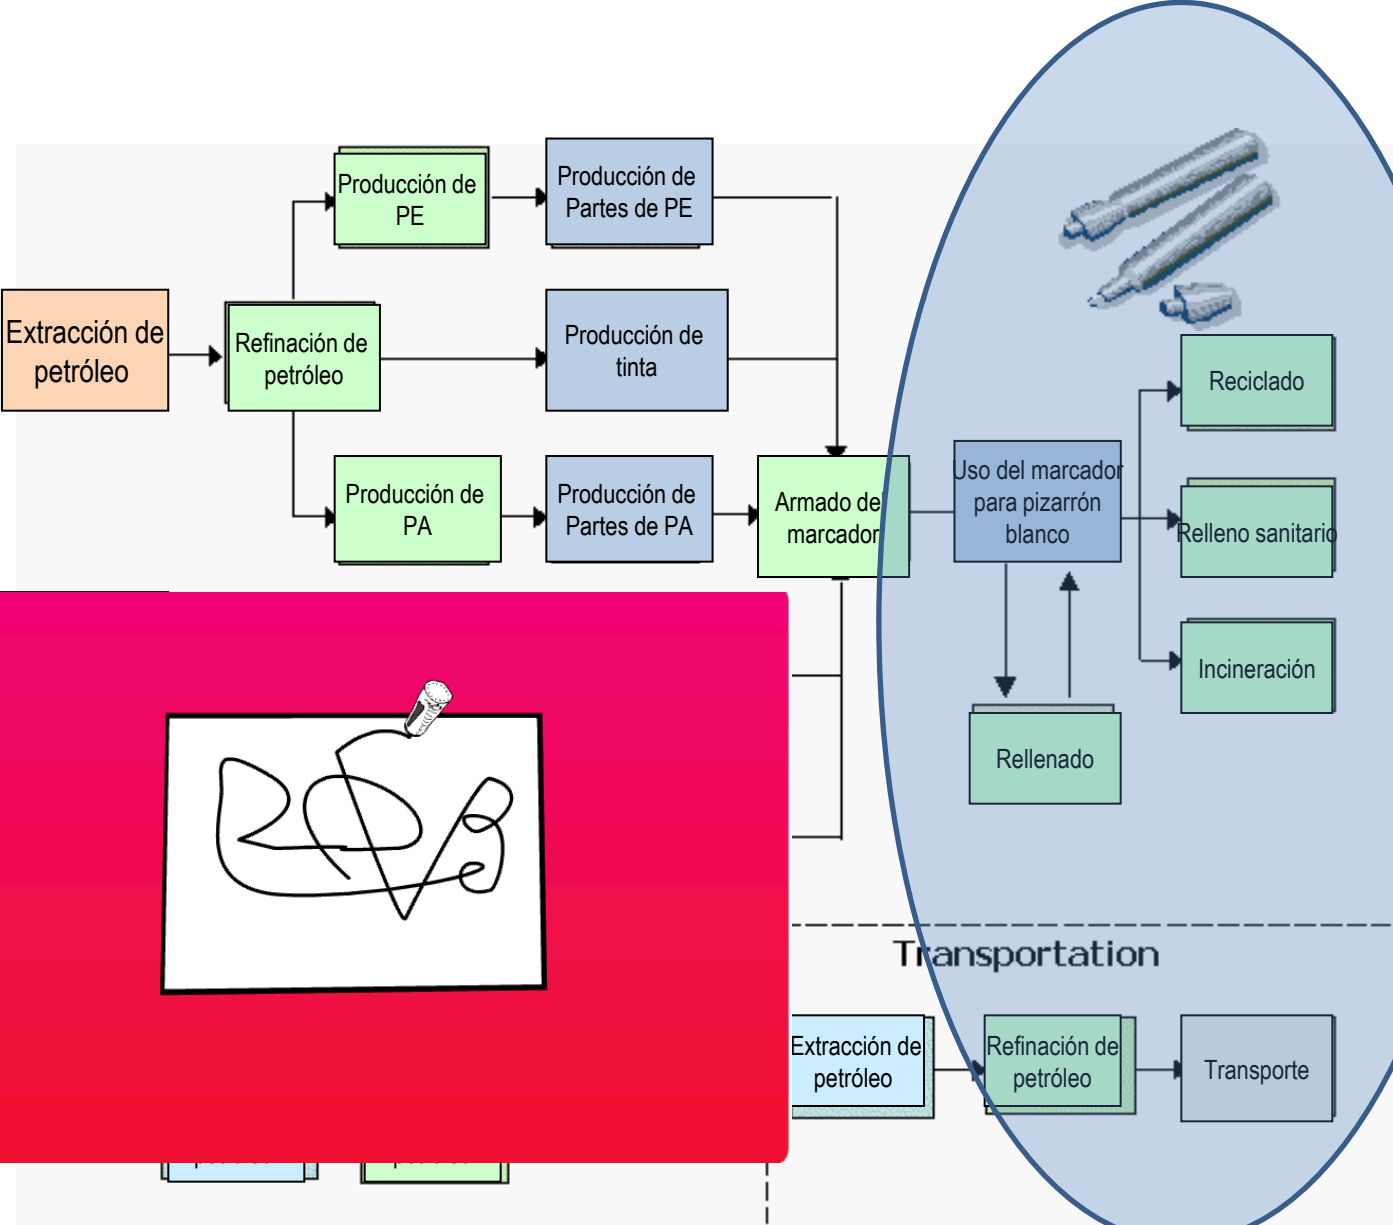 Producción de
PE
Producción de
Partes de PE
Extracción de
petróleo
Refinación de
petróleo
Producción de
tinta
Reciclado
Producción de
PA
Producción de
Partes de PA
Armado del
marcador
Uso del marcador
para pizarrón
blanco
Relleno sanitario
Incineración
Rellenado
Transportation
Extracción de
petróleo
Refinación de
petróleo
Transporte